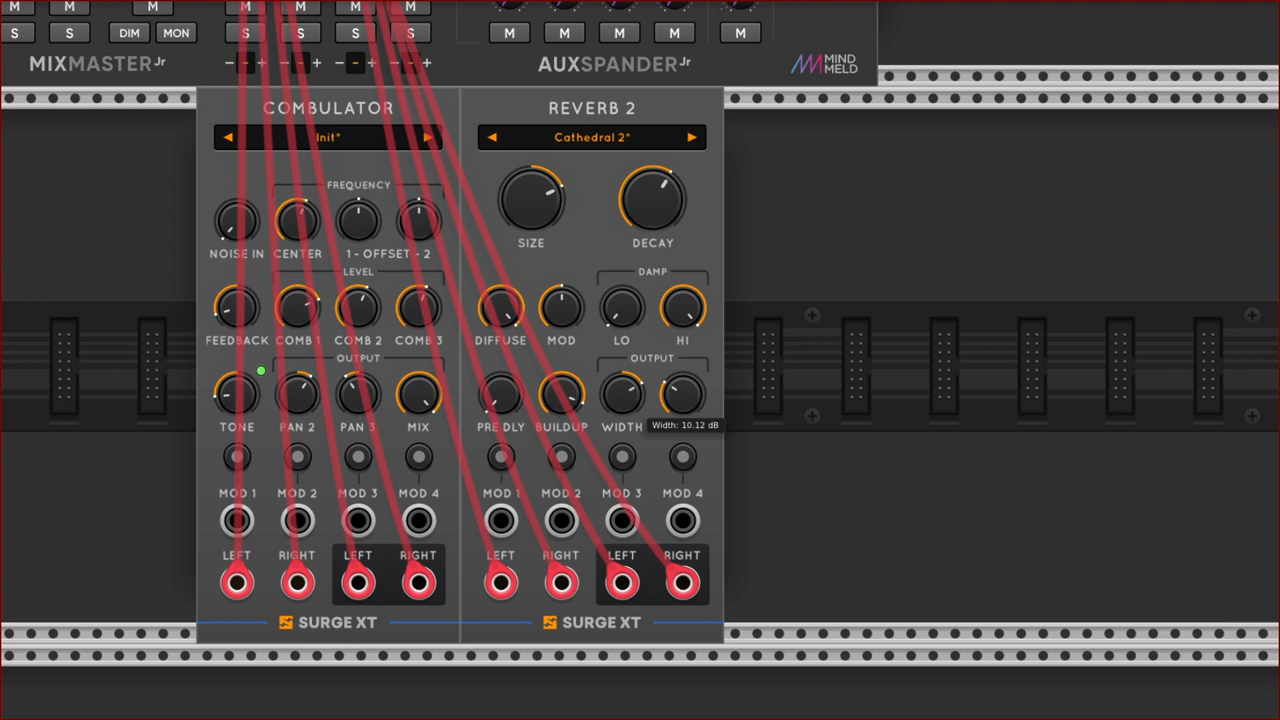 M M M M M M M
S S DIM MON S S S S M M M M M
MIXMASTER Jr - - + - - + - - + - - + AUXSPANDER Jr MIND MELD
COMBULATOR REVERB 2
Init* Cathedral 2*
FREQUENCY
SIZE DECAY
NOISE IN CENTER 1 - OFFSET - 2
LEVEL DAMP
FEEDBACK COMB 1 COMB 2 COMB 3 DIFFUSE MOD LO HI
OUTPUT OUTPUT
TONE PAN 2 PAN 3 MIX PRE DLY BUILDUP WIDTH
Width: 10.12 dB
MOD 1 MOD 2 MOD 3 MOD 4 MOD 1 MOD 2 MOD 3 MOD 4
LEFT RIGHT LEFT RIGHT LEFT RIGHT LEFT RIGHT
SURGE XT SURGE XT